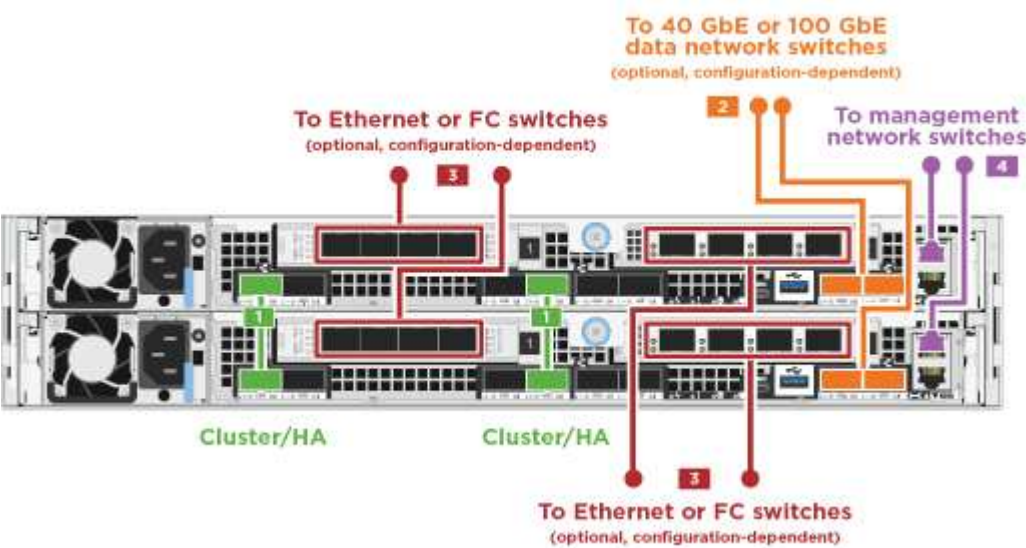 To 40 GbE or 100 GbE
data network switches
(optional, configuration-dependent)
2
To management
network switches
4
To Ethernet or FC switches
(optional, configuration-dependent)
3
1
1
1
1
Cluster/HA
Cluster/HA
3
To Ethernet or FC switches
(optional, configuration-dependent)